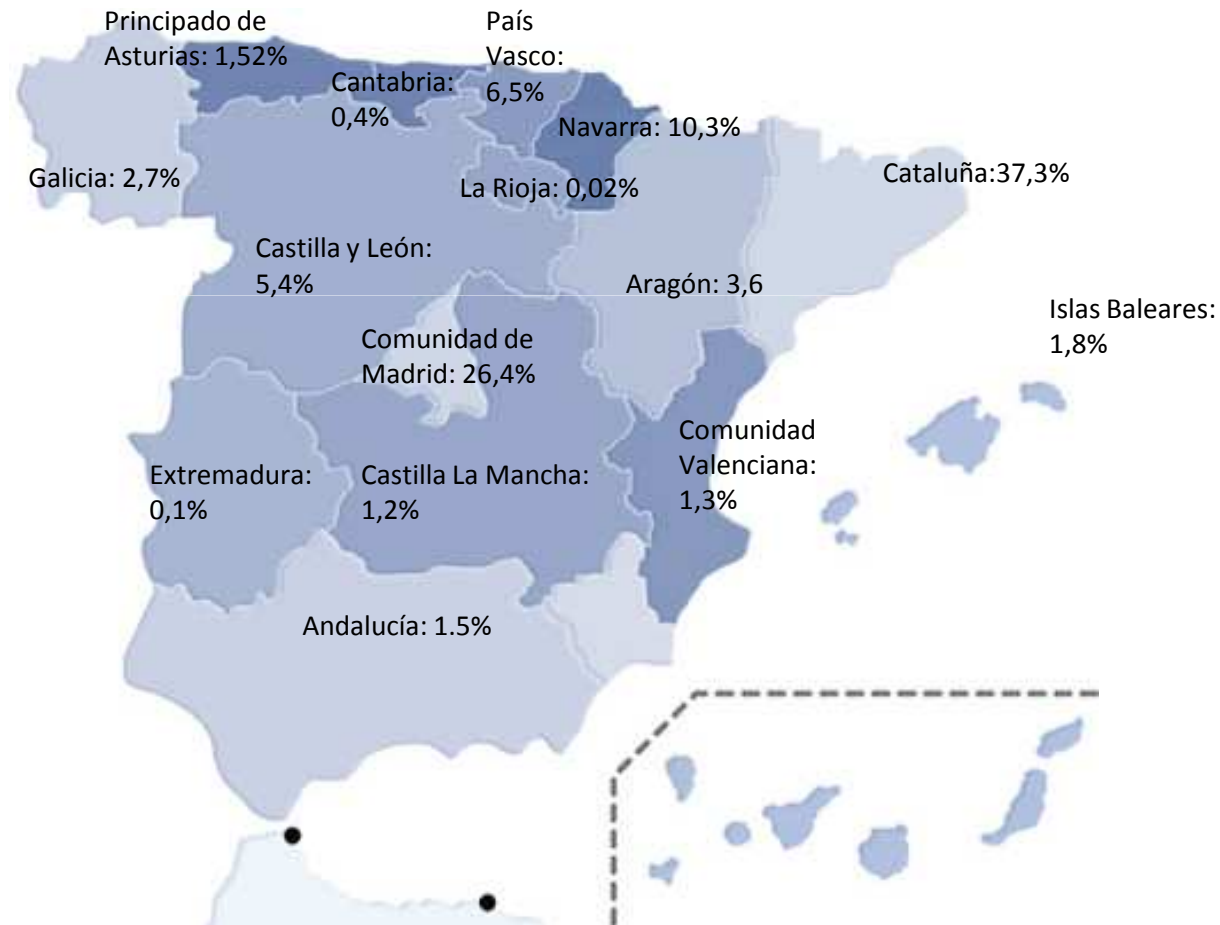 Principado de
Asturias: 1,52%
País
Vasco:
6,5%
Cantabria:
0,4%
Navarra: 10,3%
Galicia: 2,7%
La Rioja: 0,02%
Cataluña:37,3%
Castilla y León:
5,4%
Aragón: 3,6
Islas Baleares:
1,8%
Comunidad de
Madrid: 26,4%
Comunidad
Valenciana:
1,3%
Extremadura:
0,1%
Castilla La Mancha:
1,2%
Andalucía: 1.5%